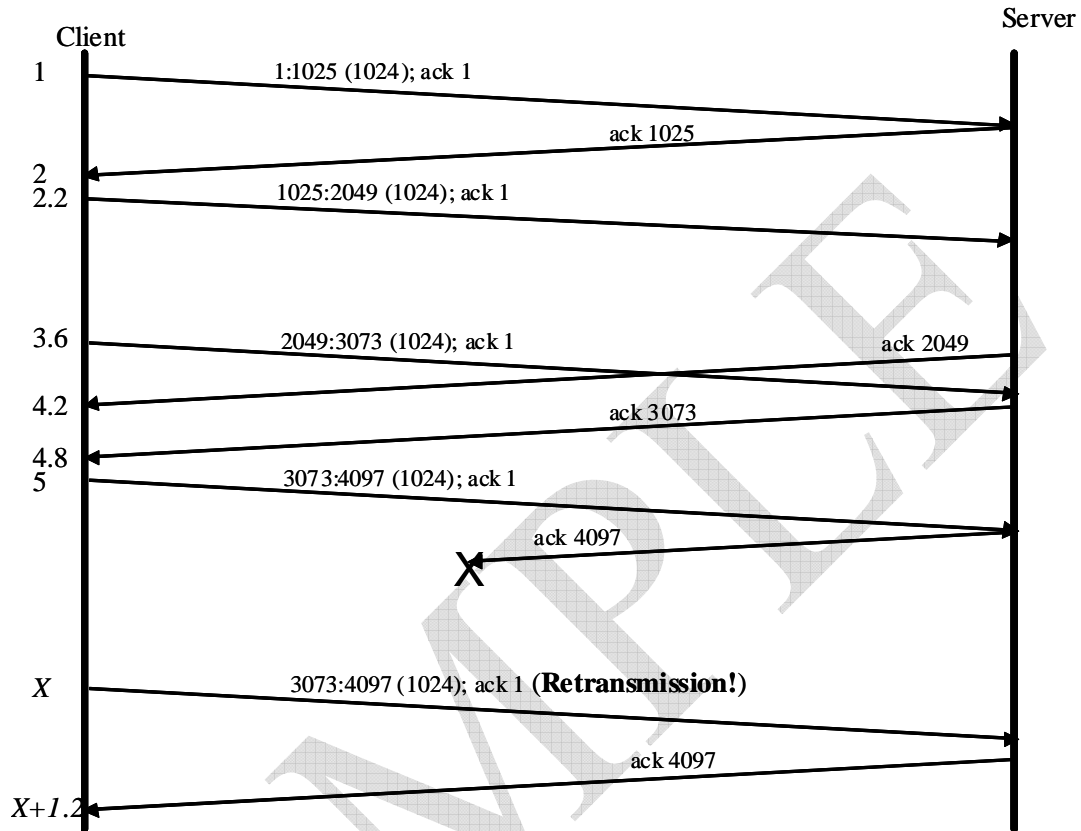 Server
Client
1 1:1025 (1024); ack 1
ack 1025
2
2.2 1025:2049 (1024); ack 1
3.6 2049:3073 (1024); ack 1 ack 2049
4.2 ack 3073
4.8
5 3073:4097 (1024); ack 1
ack 4097
X
X 3073:4097 (1024); ack 1 (Retransmission!)
ack 4097
X+1.2
MPLE